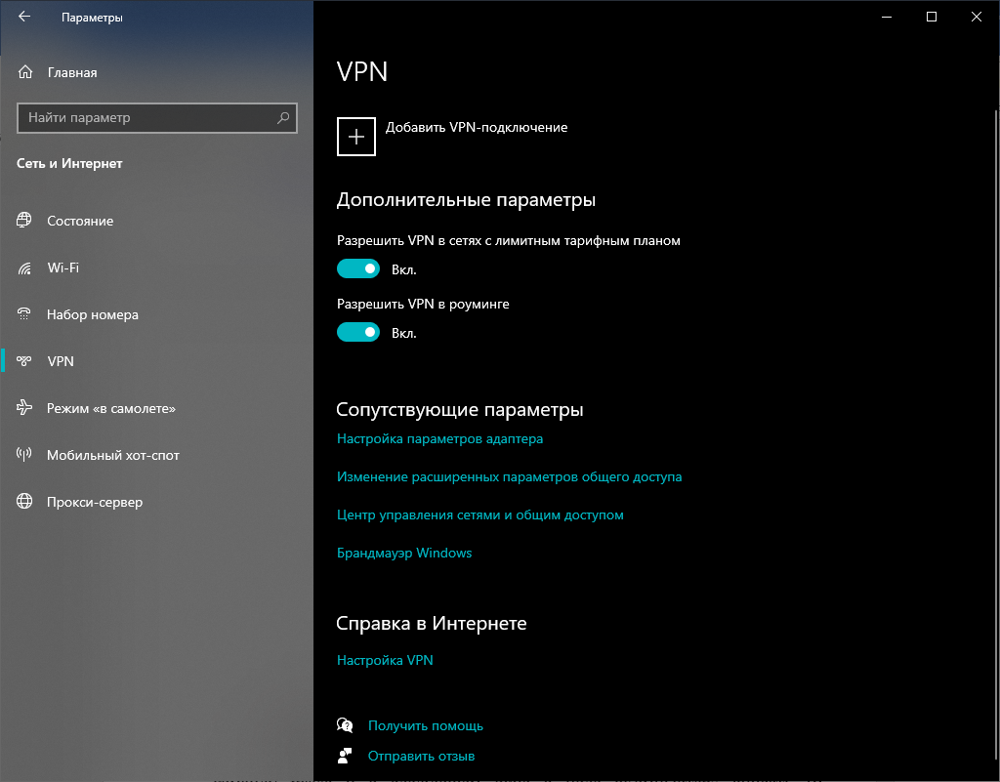 Параметры
Главная
Найти параметр
Сеть и Интернет
Состояние
Wi-Fi
Набор номера
VPN
Режим «в самолете»
Мобильный хот-спот
Прокси-сервер
VPN
Добавить VPN-подключение
Дополнительные параметры
Разрешить VPN в сетях с лимитным тарифным планом
Вкл.
Разрешить VPN в роуминге
Вкл.
Сопутствующие параметры
Настройка параметров адаптера
Изменение расширенных параметров общего доступа
Центр управления сетями и общим доступом
Брандмауэр Windows
Справка в Интернете
Настройка VPN
Получить помощь
Отправить отзыв